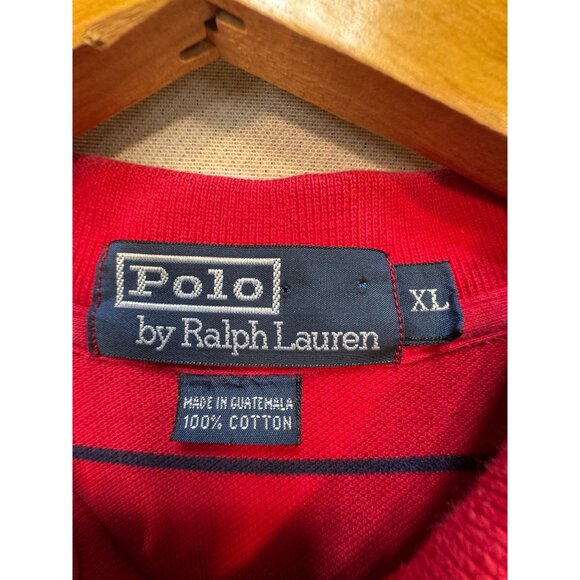 Polo
by Ralph Lauren
XL
MADE IN GUATEMALA
100% COTTON